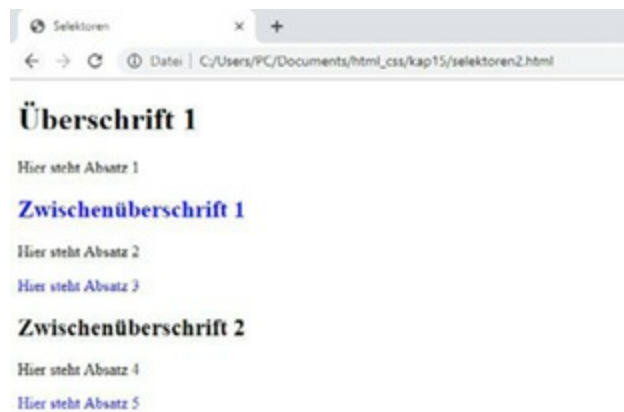 Selektoren
Datei | C:/Users/PC/Documents/html_css/kap15/selektoren2.html
Überschrift 1
Hier steht Absatz 1
Zwischenüberschrift 1
Hier steht Absatz 2
Hier steht Absatz 3
Zwischenüberschrift 2
Hier steht Absatz 4
Hier steht Absatz 5